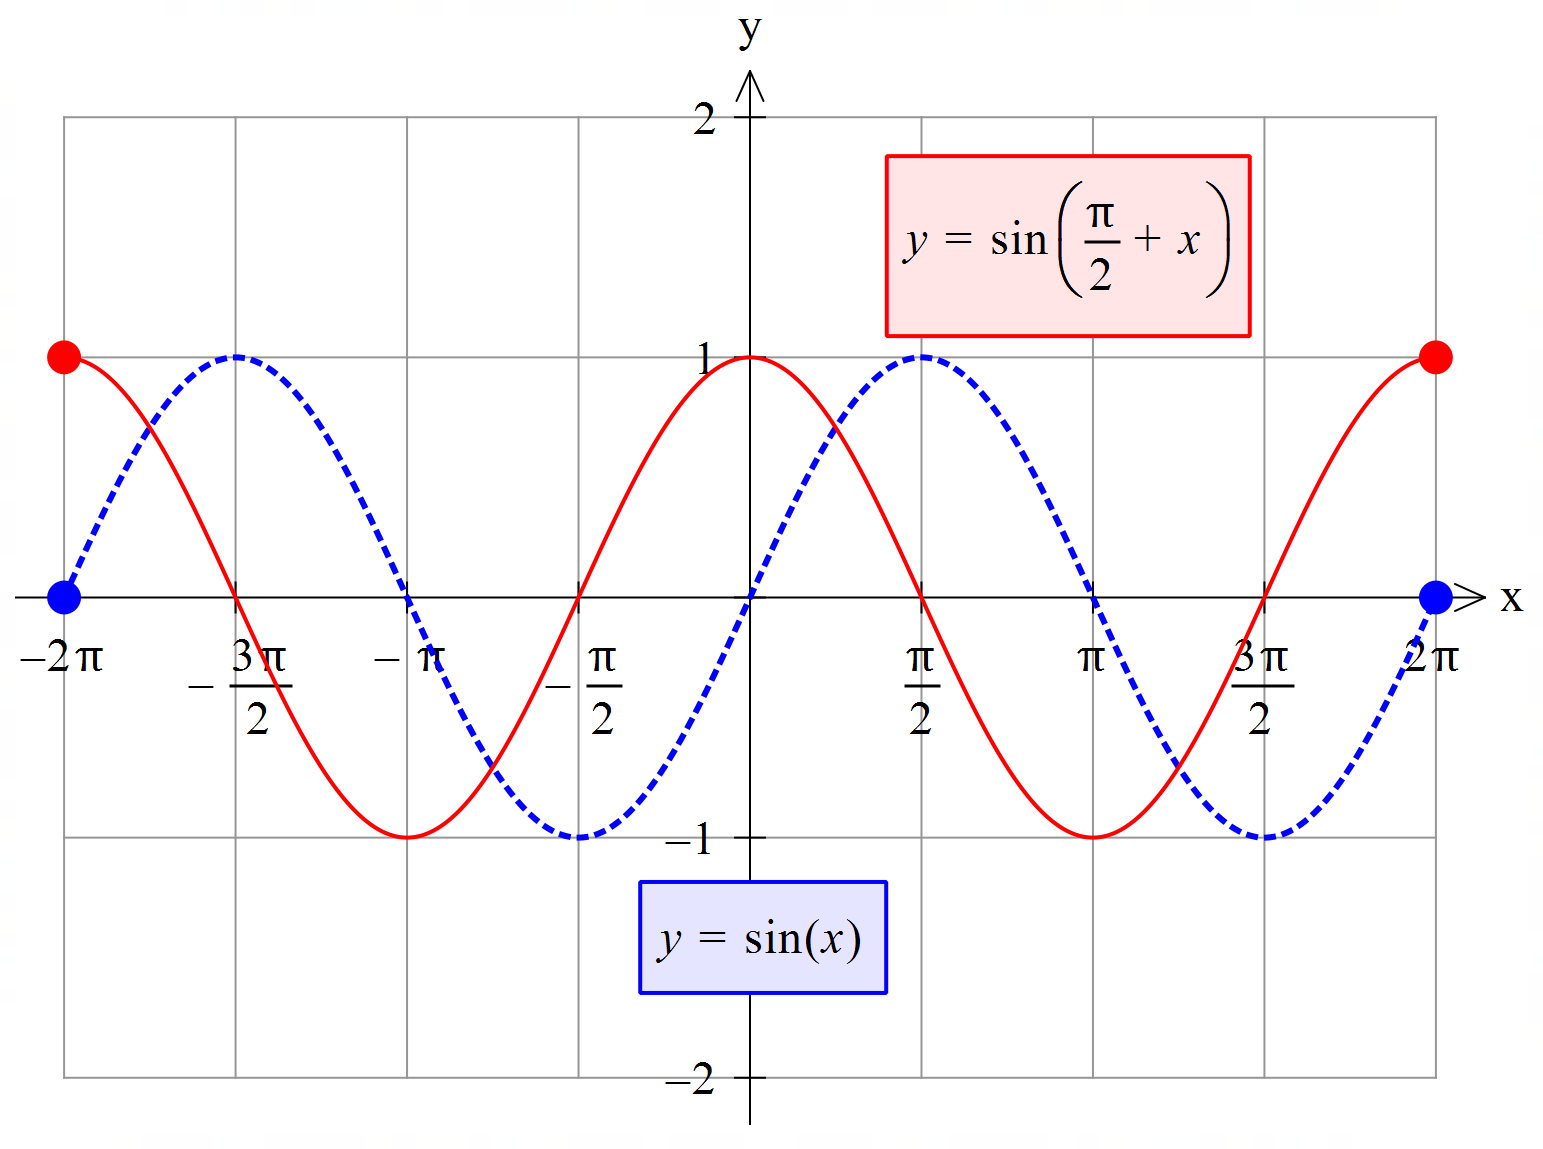 y
2
y = sin(π/2 + x)
1
x
−2π
− 3π/2
− π
− π/2
π/2
π
3π/2
2π
−1
y = sin(x)
−2